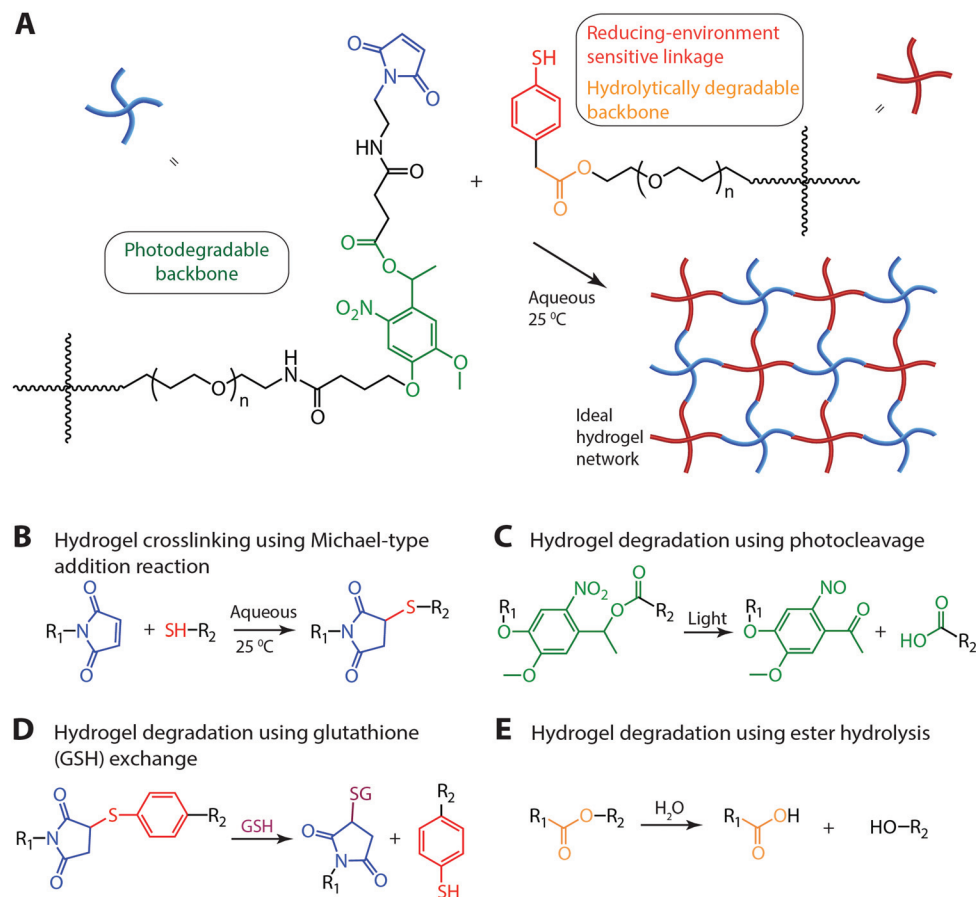 A
SH
Reducing-environment
sensitive linkage
Hydrolytically degradable
backbone
=
O
N
O
HN
O
+
O
O
O
n
=
Photodegradable
backbone
O
O
O₂N
O
O
O
n
H
N
O
Aqueous
25 ⁰C
Ideal
hydrogel
network
B Hydrogel crosslinking using Michael-type
addition reaction
O
R₁
N
O
+ SH-R₂
Aqueous
25 ⁰C
O
R₁
N
O
S-R₂
C Hydrogel degradation using photocleavage
R₁
O
O
NO₂
O
O
R₂
Light
R₁
O
O
NO
O
+
O
HO
R₂
D Hydrogel degradation using glutathione
(GSH) exchange
O
R₁
N
O
S
R₂
GSH
SG
O
N
R₁
O
+
R₂
SH
E Hydrogel degradation using ester hydrolysis
R₁
O-R₂
O
H₂O
R₁
OH
O
+
HO-R₂